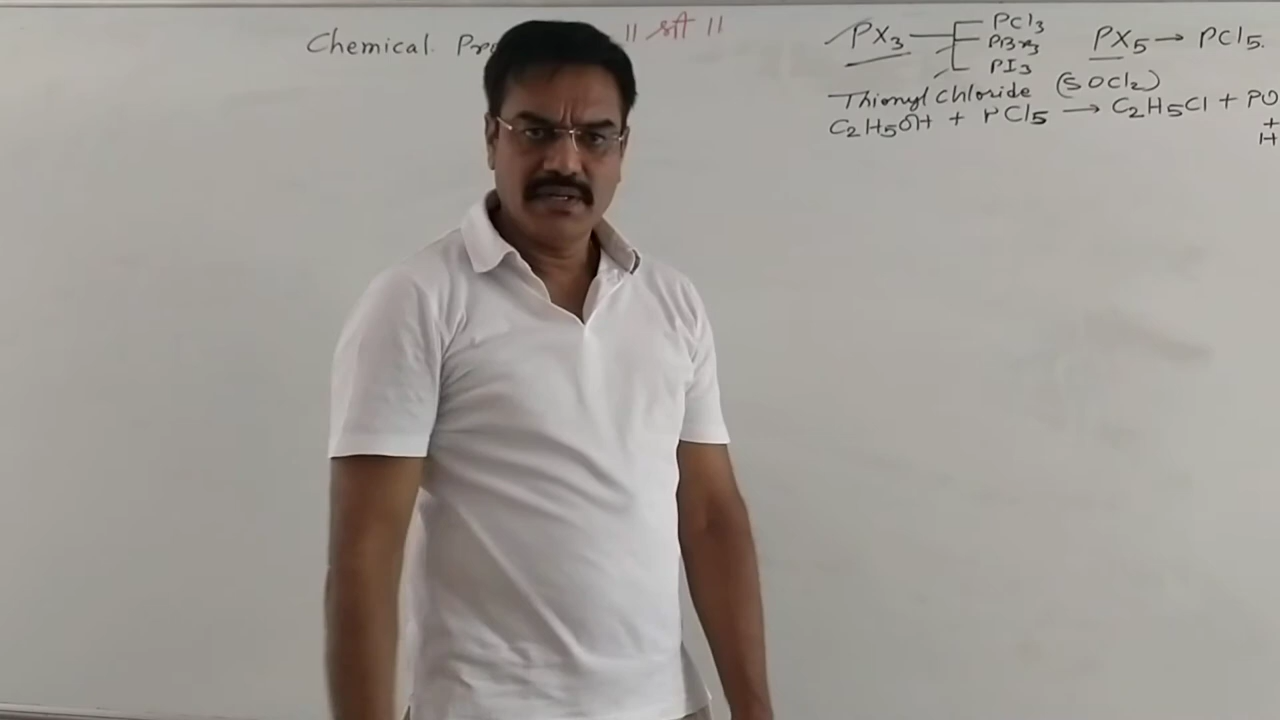 Chemical Pro
॥ श्री ॥
PX₃ PCl₃
PBr₃
PI₃
PX₅ → PCl₅.
Thionyl Chloride (SOCl₂)
C₂H₅OH + PCl₅ → C₂H₅Cl + PO
+
H